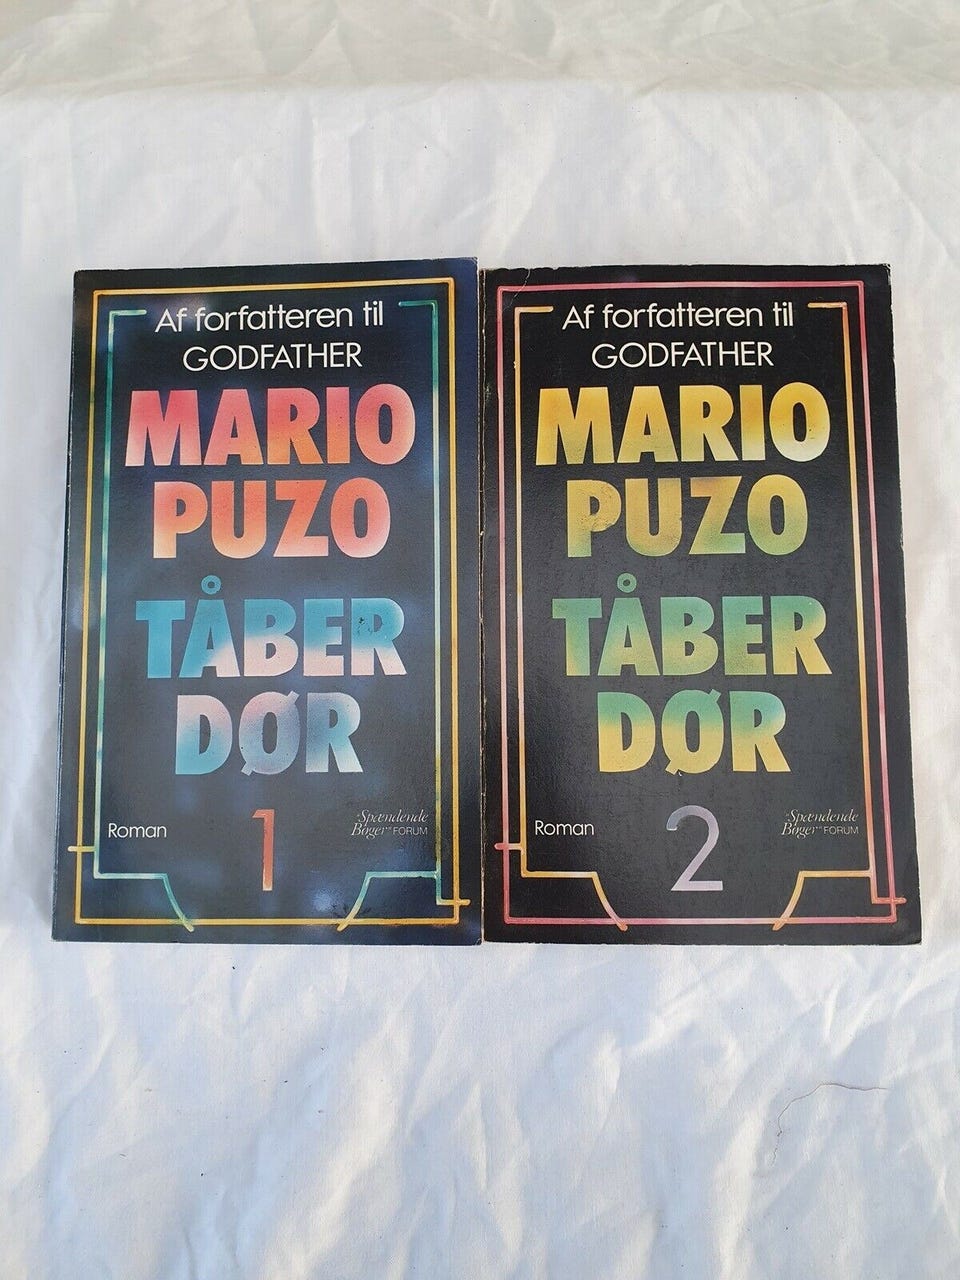 Af forfatteren til
GODFATHER
MARIO
PUZO
TÅBER
DØR
1
Roman
"Spændende
Bøger" FORUM
Af forfatteren til
GODFATHER
MARIO
PUZO
TÅBER
DØR
2
Roman
"Spændende
Bøger" FORUM